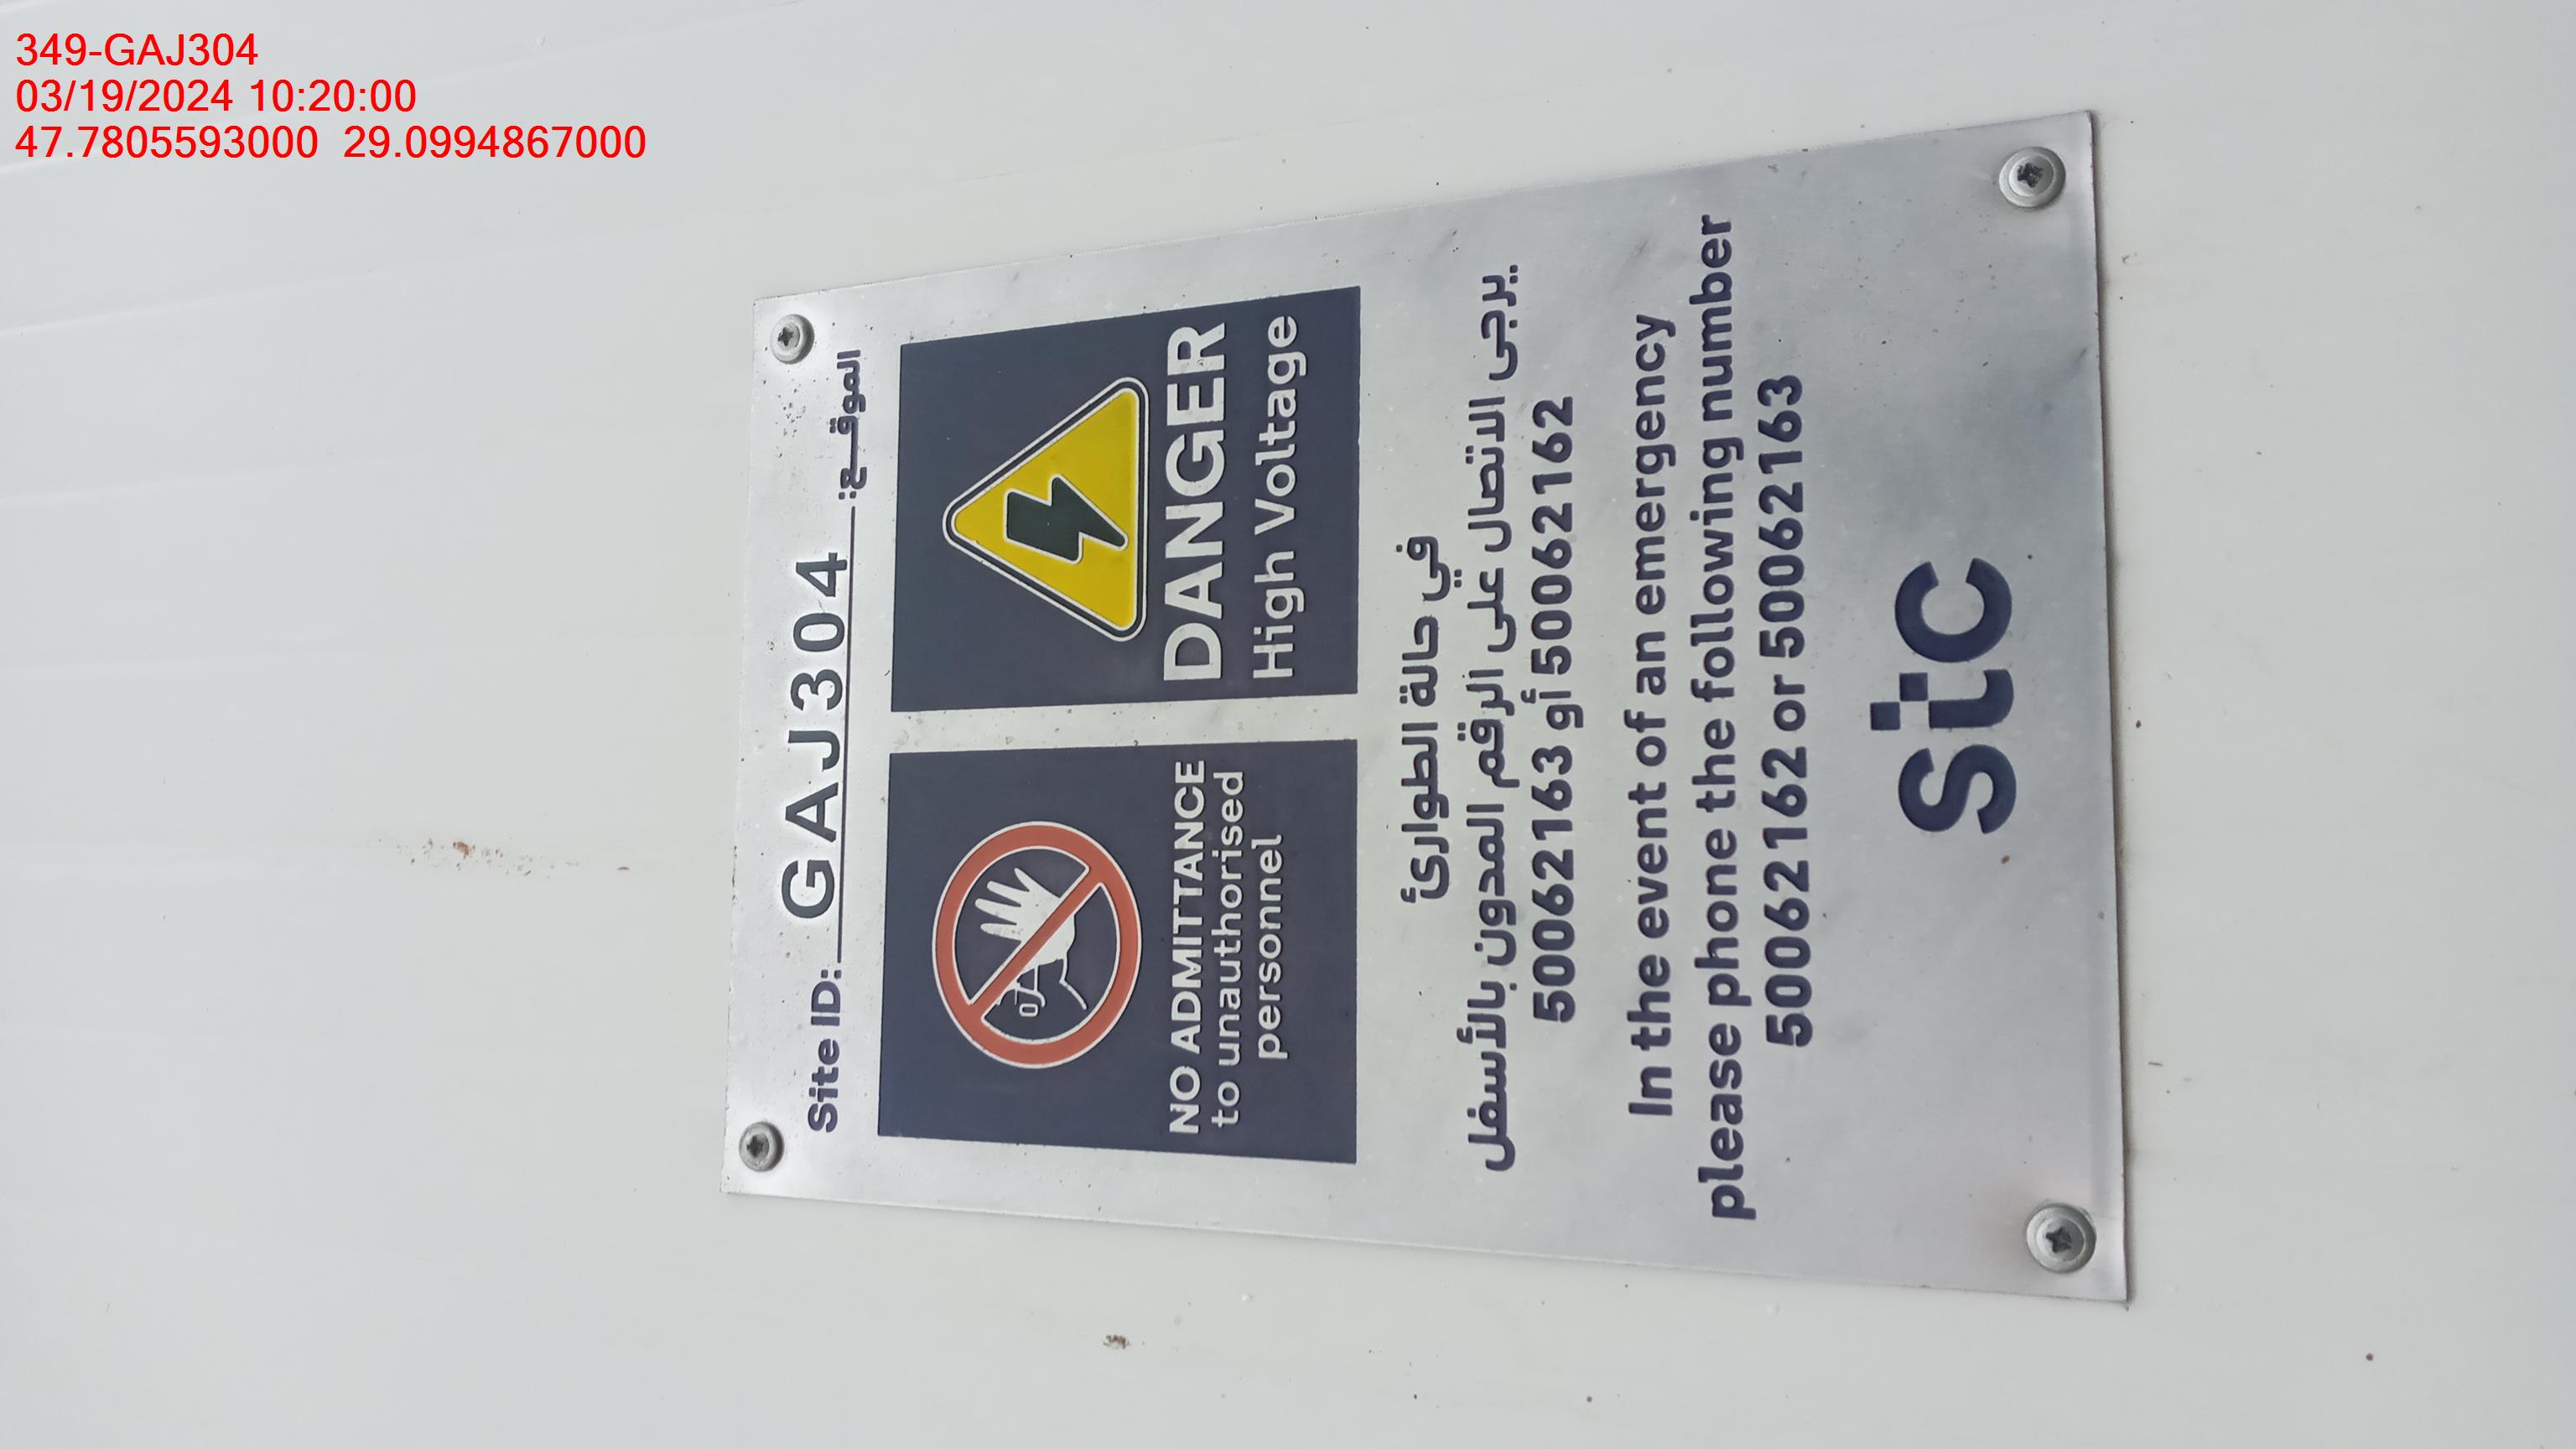 349-GAJ304
03/19/2024 10:20:00
47.7805593000 29.0994867000
Site ID: GAJ304 الموقع:
NO ADMITTANCE
to unauthorised
personnel
DANGER
High Voltage
في حالة الطوارئ
يرجى الاتصال على الرقم المدون بالأسفل
50062163 أو 50062162
In the event of an emergency
please phone the following number
50062162 or 50062163
stc